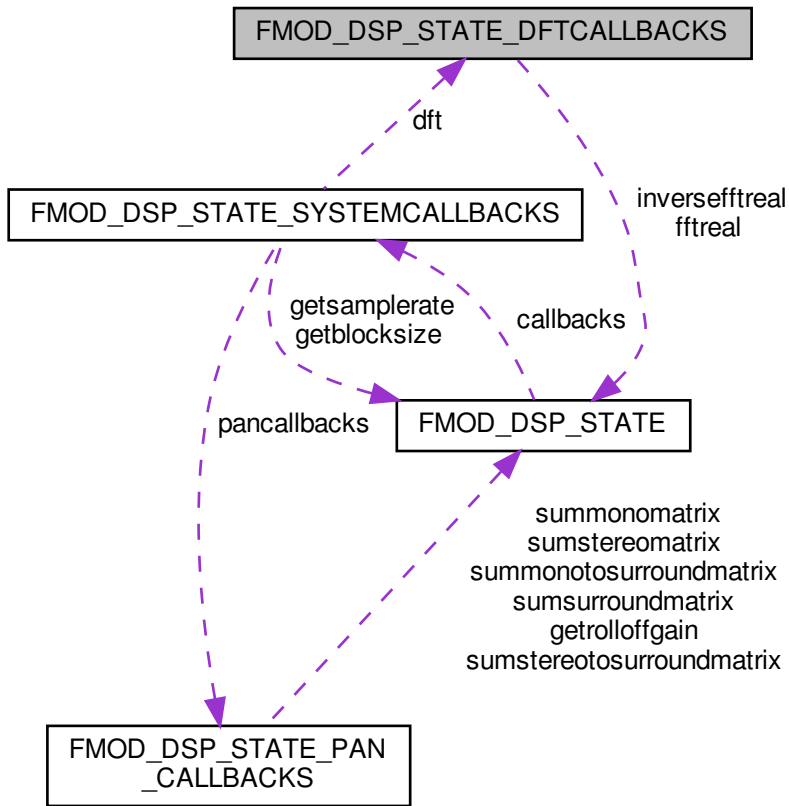 FMOD_DSP_STATE_DFTCALLBACKS
dft
FMOD_DSP_STATE_SYSTEMCALLBACKS
inversefftreal
fftreal
getsamplerate
getblocksize
callbacks
pancallbacks
FMOD_DSP_STATE
summonomatrix
sumstereomatrix
summonotosurroundmatrix
sumsurroundmatrix
getrolloffgain
sumstereotosurroundmatrix
FMOD_DSP_STATE_PAN
_CALLBACKS